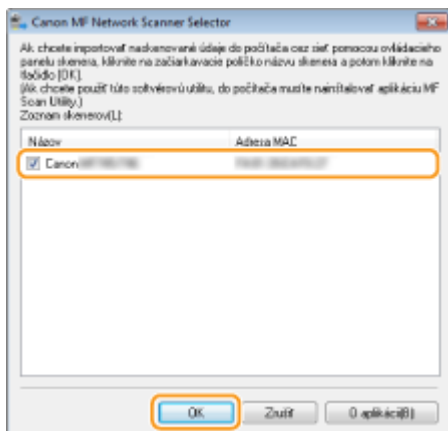 Canon MF Network Scanner Selector
Ak chcete importovať naskenované údaje do počítača cez sieť pomocou ovládacieho
panelu skenera, kliknite na začiarkavacie políčko názvu skenera a potom kliknite na
tlačidlo [OK].
(Ak chcete použiť túto softvérovú utilitu, do počítača musíte nainštalovať aplikáciu MF
Scan Utility.)
Zoznam skenerov(L):
Názov Adresa MAC
Canon
OK Zrušiť O aplikácii(B)